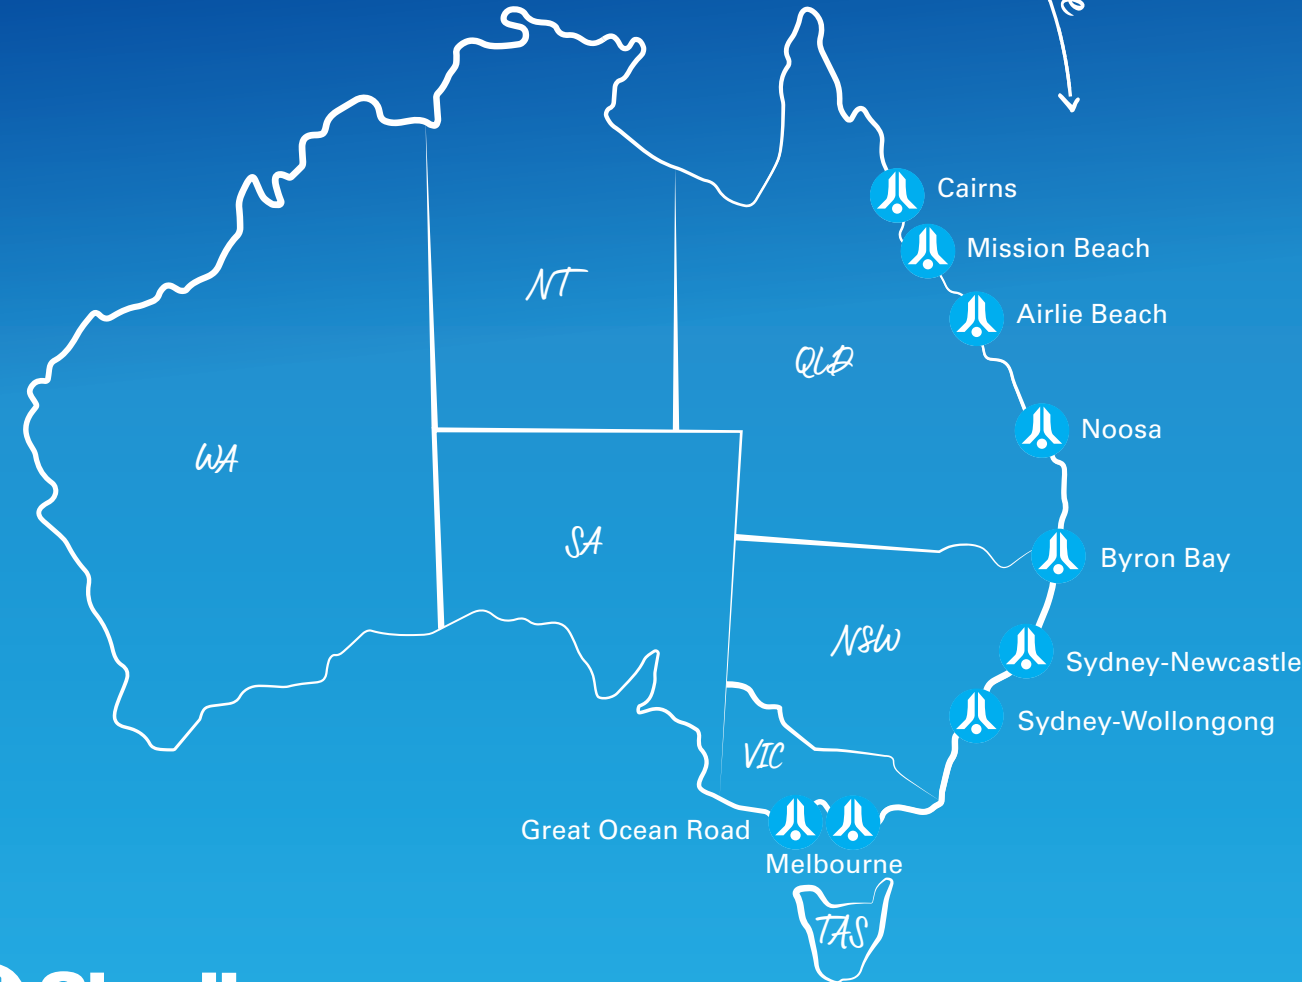 Cairns
Mission Beach
NT
Airlie Beach
QLD
Noosa
WA
SA
Byron Bay
NSW
Sydney-Newcastle
Sydney-Wollongong
VIC
Great Ocean Road
Melbourne
TAS